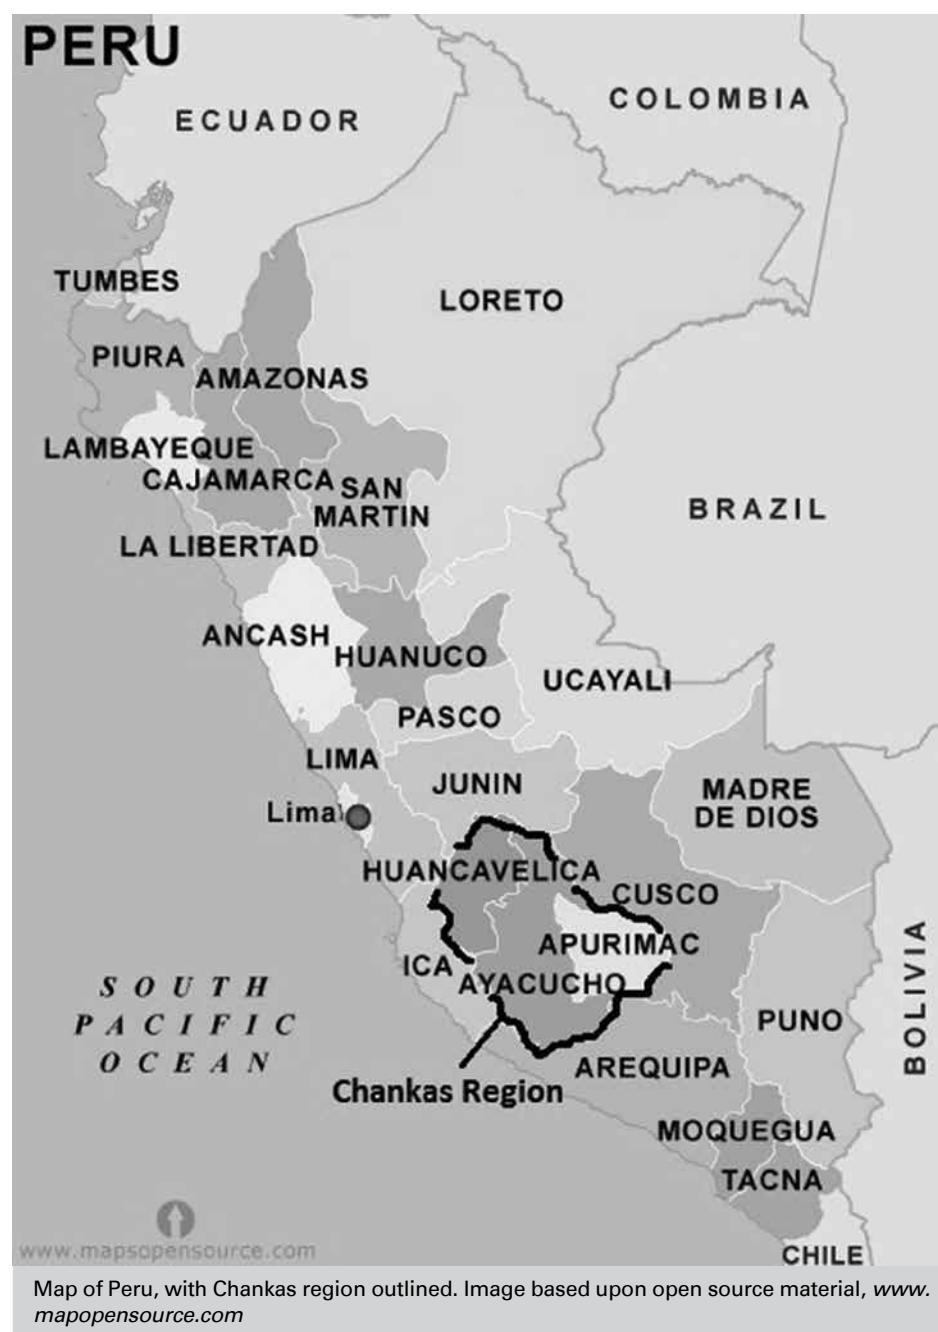 PERU
COLOMBIA
ECUADOR
TUMBES
LORETO
PIURA
AMAZONAS
LAMBAYEQUE
CAJAMARCA
SAN
MARTIN
BRAZIL
LA LIBERTAD
ANCASH
HUANUCO
UCAYALI
PASCO
LIMA
JUNIN
MADRE
DE DIOS
Lima
HUANCAVELICA
CUSCO
APURIMAC
ICA
AYACUCHO
BOLIVIA
SOUTH
PACIFIC
OCEAN
PUNO
AREQUIPA
Chankas Region
MOQUEGUA
TACNA
www.mapsopensource.com
CHILE
Map of Peru, with Chankas region outlined. Image based upon open source material, www.
mapopensource.com